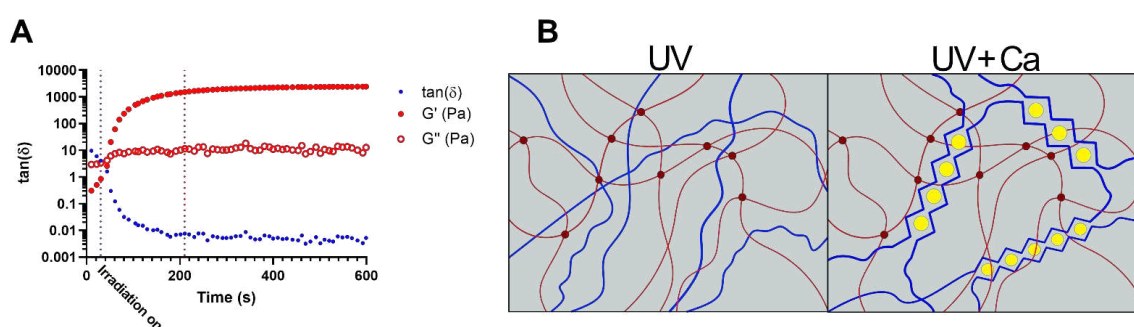 A
tan(δ)
10000
1000
100
10
1
0.1
0.01
0.001
0
200
400
600
Irradiation on
Time (s)
tan(δ)
G' (Pa)
G" (Pa)
B
UV
UV+Ca